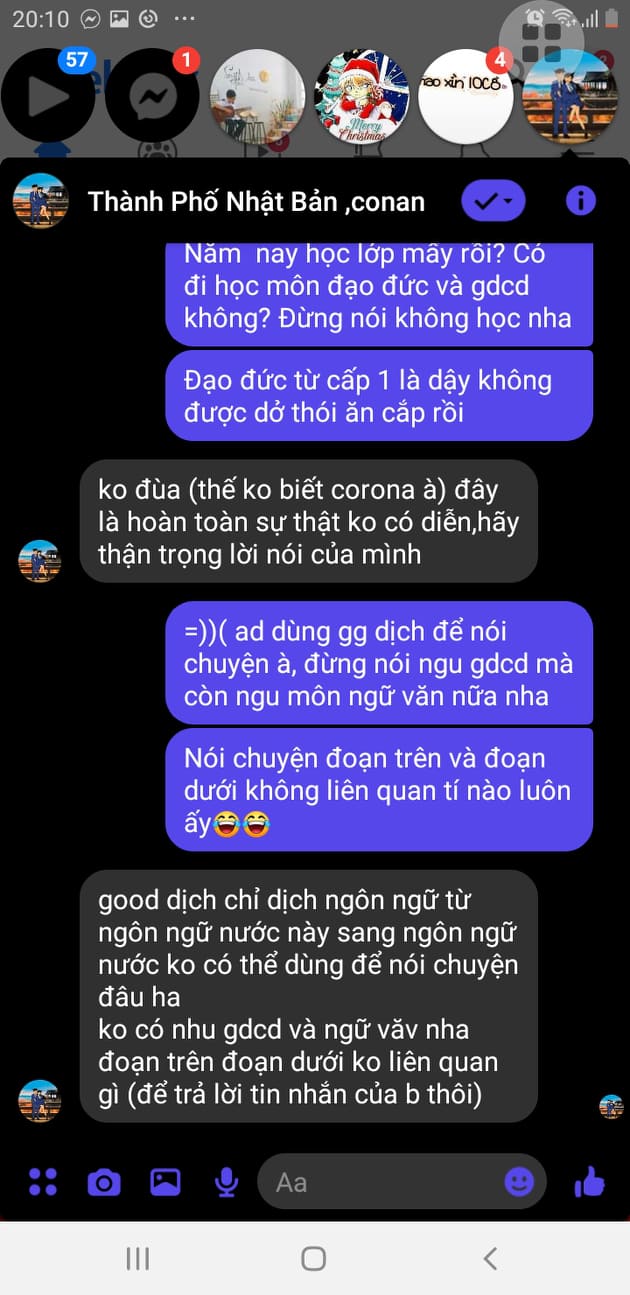 20:10
57
1
4
Merry
Christmas
Thành Phố Nhật Bản ,conan
Năm nay học lớp mấy rồi? Có
đi học môn đạo đức và gdcd
không? Đừng nói không học nha
Đạo đức từ cấp 1 là dậy không
được dở thói ăn cắp rồi
ko đùa (thế ko biết corona à) đây
là hoàn toàn sự thật ko có diễn,hãy
thận trọng lời nói của mình
=))( ad dùng gg dịch để nói
chuyện à, đừng nói ngu gdcd mà
còn ngu môn ngữ văn nữa nha
Nói chuyện đoạn trên và đoạn
dưới không liên quan tí nào luôn
ấy😂😂
good dịch chỉ dịch ngôn ngữ từ
ngôn ngữ nước này sang ngôn ngữ
nước ko có thể dùng để nói chuyện
đâu ha
ko có nhu gdcd và ngữ văv nha
đoạn trên đoạn dưới ko liên quan
gì (để trả lời tin nhắn của b thôi)
Aa